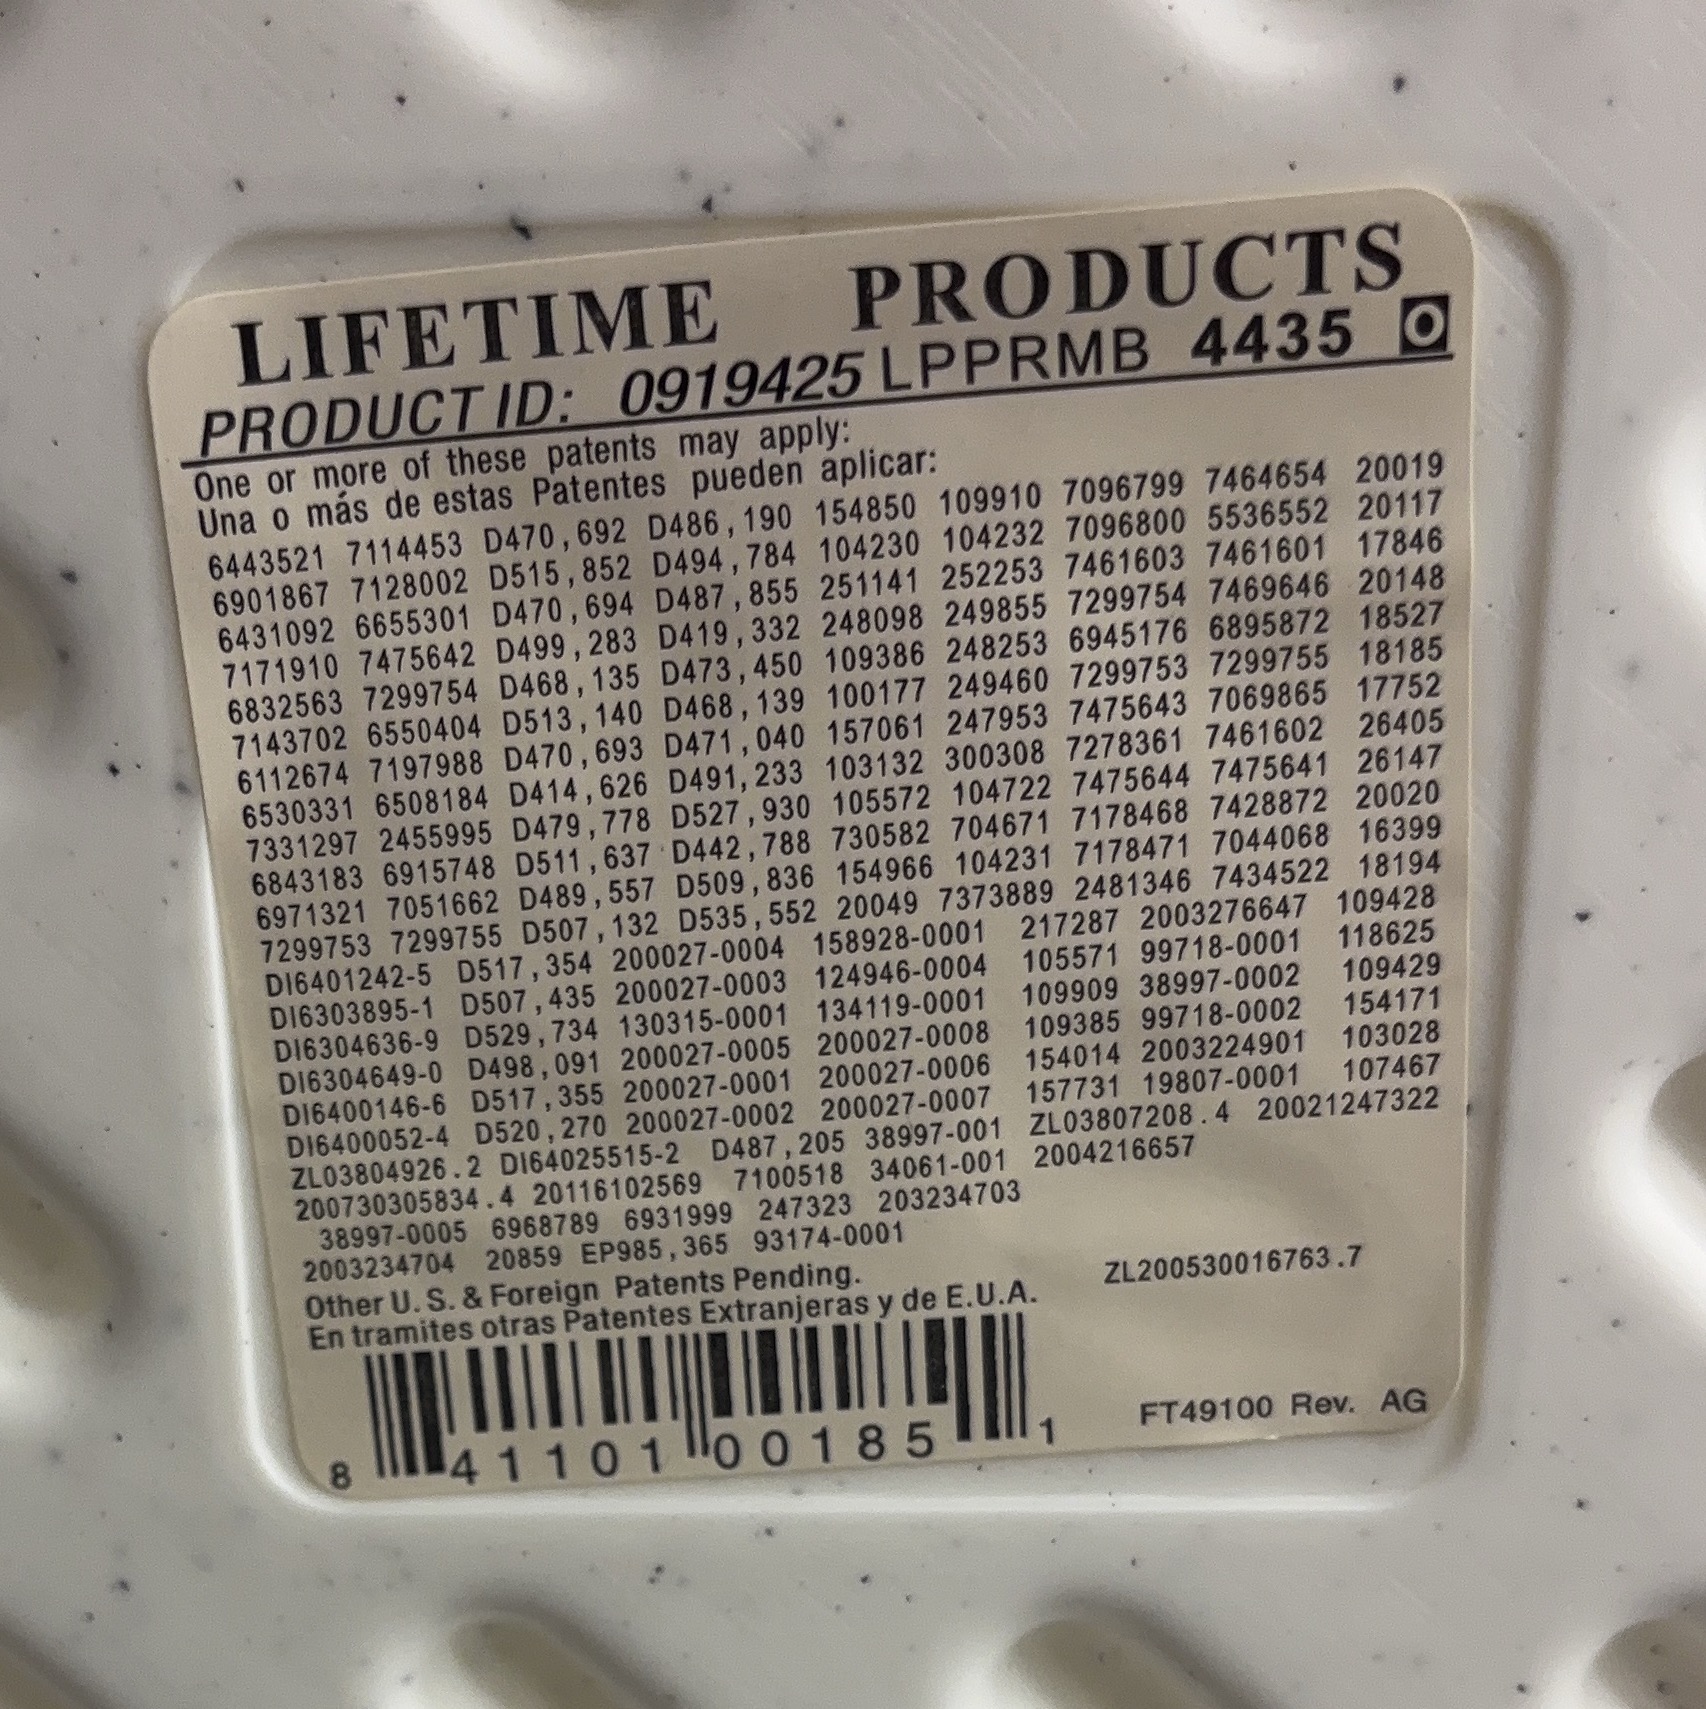 LIFETIME PRODUCTS
PRODUCT ID: 0919425 LPPRMB 4435 O
One or more of these patents may apply:
Una o más de estas Patentes pueden aplicar:
6443521 7114453 D470,692 D486,190 154850 109910 7096799 7464654 20019
6901867 7128002 D515,852 D494,784 104230 104232 7096800 5536552 20117
6431092 6655301 D470,694 D487,855 251141 252253 7461603 7461601 17846
7171910 7475642 D499,283 D419,332 248098 249855 7299754 7469646 20148
6832563 7299754 D468,135 D473,450 109386 248253 6945176 6895872 18527
7143702 6550404 D513,140 D468,139 100177 249460 7299753 7299755 18185
6112674 7197988 D470,693 D471,040 157061 247953 7475643 7069865 17752
6530331 6508184 D414,626 D491,233 103132 300308 7278361 7461602 26405
7331297 2455995 D479,778 D527,930 105572 104722 7475644 7475641 26147
6843183 6915748 D511,637 D442,788 730582 704671 7178468 7428872 20020
6971321 7051662 D489,557 D509,836 154966 104231 7178471 7044068 16399
7299753 7299755 D507,132 D535,552 20049 7373889 2481346 7434522 18194
DI6401242-5 D517,354 200027-0004 158928-0001 217287 2003276647 109428
DI6303895-1 D507,435 200027-0003 124946-0004 105571 99718-0001 118625
DI6304636-9 D529,734 130315-0001 134119-0001 109909 38997-0002 109429
DI6304649-0 D498,091 200027-0005 200027-0008 109385 99718-0002 154171
DI6400146-6 D517,355 200027-0001 200027-0006 154014 2003224901 103028
DI6400052-4 D520,270 200027-0002 200027-0007 157731 19807-0001 107467
ZL03804926.2 DI64025515-2 D487,205 38997-001 ZL03807208.4 20021247322
200730305834.4 20116102569 7100518 34061-001 2004216657
38997-0005 6968789 6931999 247323 203234703
2003234704 20859 EP985,365 93174-0001
Other U.S. & Foreign Patents Pending. ZL200530016763.7
En tramites otras Patentes Extranjeras y de E.U.A.
FT49100 Rev. AG
8 41101 00185 1